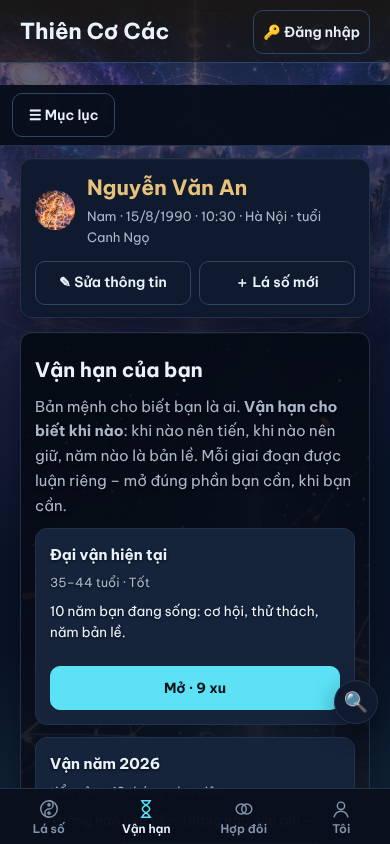 Thiên Cơ Các
🔑 Đăng nhập
☰ Mục lục
Nguyễn Văn An
Nam · 15/8/1990 · 10:30 · Hà Nội · tuổi
Canh Ngọ
✎ Sửa thông tin
+ Lá số mới
Vận hạn của bạn
Bản mệnh cho biết bạn là ai. Vận hạn cho
biết khi nào: khi nào nên tiến, khi nào nên
giữ, năm nào là bản lề. Mỗi giai đoạn được
luận riêng – mở đúng phần bạn cần, khi bạn
cần.
Đại vận hiện tại
35–44 tuổi · Tốt
10 năm bạn đang sống: cơ hội, thử thách,
năm bản lề.
Mở · 9 xu
Vận năm 2026
Lá số
Vận hạn
Hợp đôi
Tôi